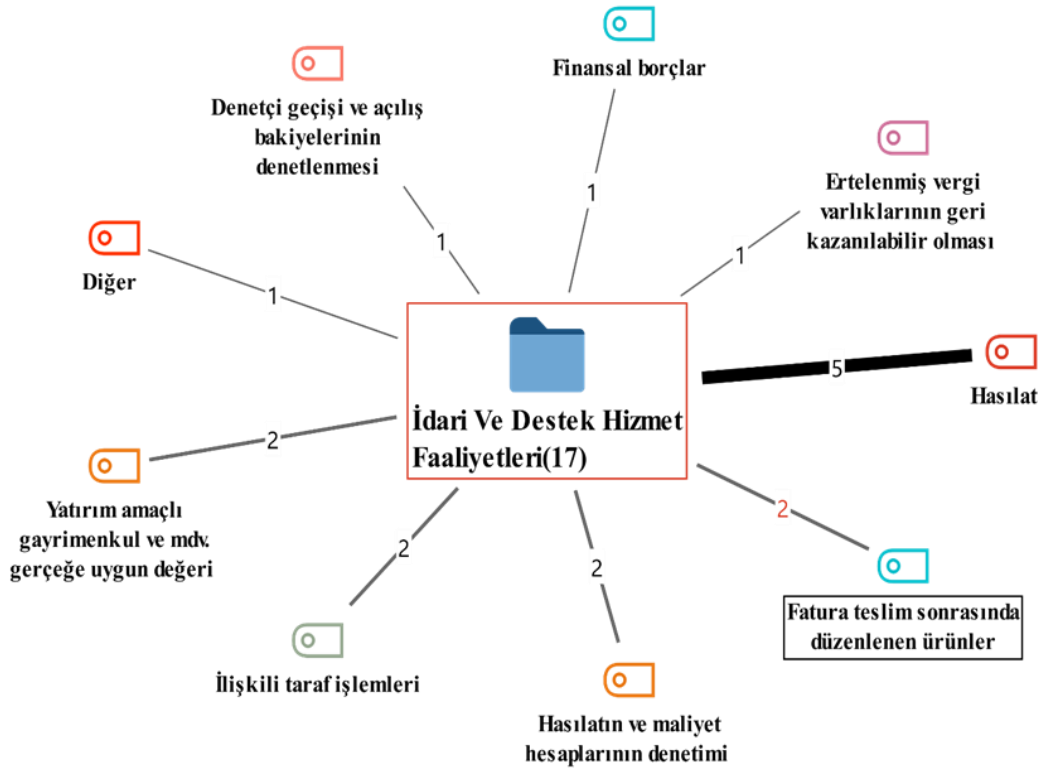 Finansal borçlar
1
Denetçi geçişi ve açılış
bakiyelerinin
denetlenmesi
1
Ertelenmiş vergi
varlıklarının geri
kazanılabilir olması
1
Diğer
1
Hasılat
5
İdari Ve Destek Hizmet
Faaliyetleri(17)
Yatırım amaçlı
gayrimenkul ve mdv.
gerçeğe uygun değeri
2
İlişkili taraf işlemleri
2
Hasılatın ve maliyet
hesaplarının denetimi
2
Fatura teslim sonrasında
düzenlenen ürünler
2